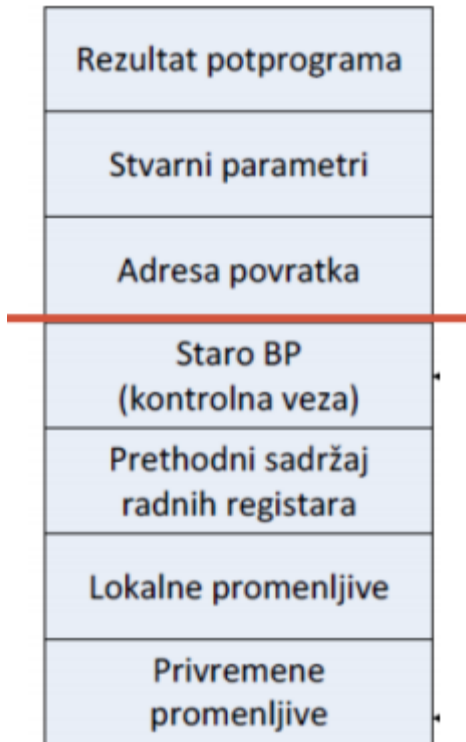 Rezultat potprograma
Stvarni parametri
Adresa povratka
Staro BP
(kontrolna veza)
Prethodni sadržaj
radnih registara
Lokalne promenljive
Privremene
promenljive